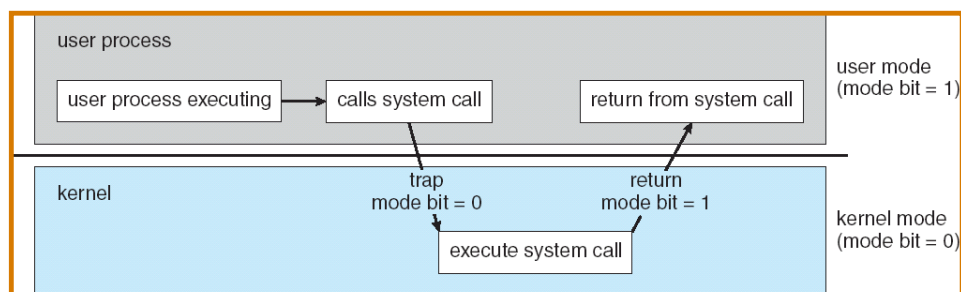 user process
user process executing
calls system call
return from system call
user mode
(mode bit = 1)
trap
mode bit = 0
return
mode bit = 1
kernel
execute system call
kernel mode
(mode bit = 0)